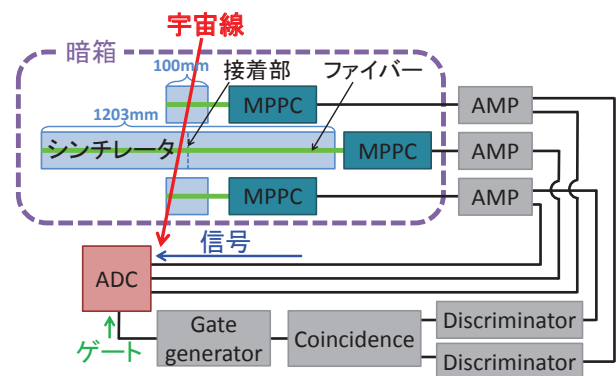 宇宙線
暗箱
100mm
接着部
ファイバー
MPPC
AMP
1203mm
シンチレータ
MPPC
AMP
MPPC
AMP
信号
ADC
ゲート
Gate
generator
Coincidence
Discriminator
Discriminator